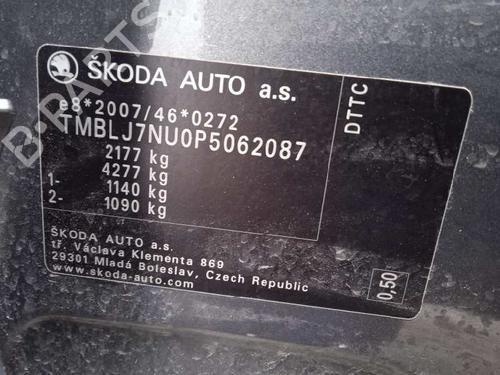 ŠKODA AUTO a.s.
e8*2007/46*0272
TMBLJ7NU0P5062087
2177 kg
4277 kg
1- 1140 kg
2- 1090 kg
ŠKODA AUTO a.s.
tř. Václava Klementa 869
29301 Mladá Boleslav, Czech Republic
www.skoda-auto.com
DTTC
0,50
B-PARTS